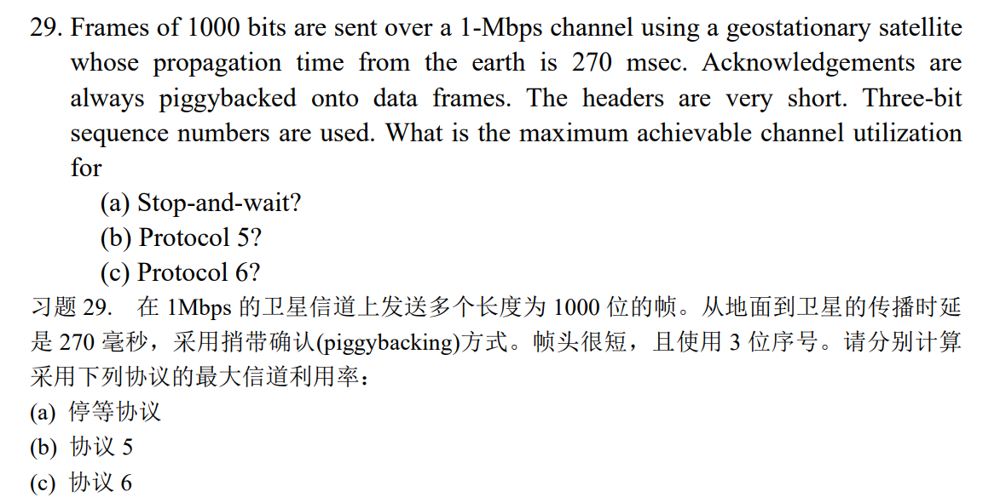 29. Frames of 1000 bits are sent over a 1-Mbps channel using a geostationary satellite
whose propagation time from the earth is 270 msec. Acknowledgements are
always piggybacked onto data frames. The headers are very short. Three-bit
sequence numbers are used. What is the maximum achievable channel utilization
for
(a) Stop-and-wait?
(b) Protocol 5?
(c) Protocol 6?
习题 29. 在 1Mbps 的卫星信道上发送多个长度为 1000 位的帧。从地面到卫星的传播时延
是 270 毫秒，采用捎带确认(piggybacking)方式。帧头很短，且使用 3 位序号。请分别计算
采用下列协议的最大信道利用率：
(a) 停等协议
(b) 协议 5
(c) 协议 6